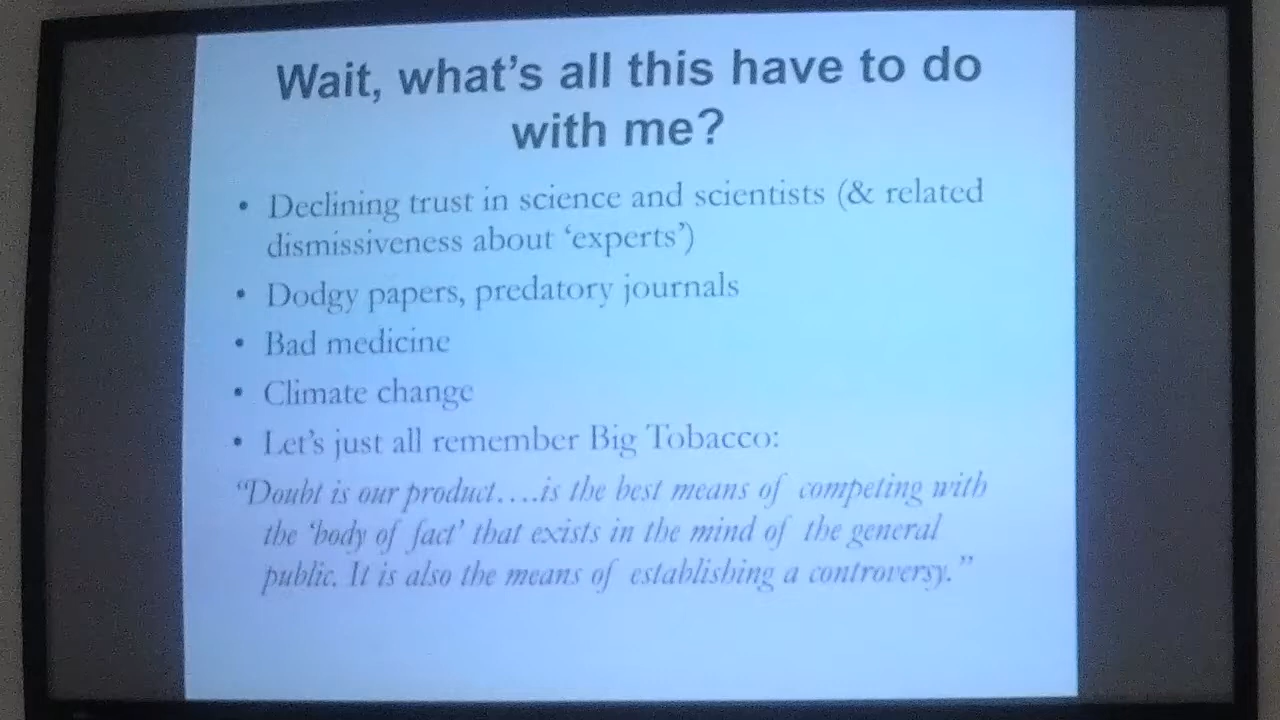 Wait, what's all this have to do
with me?
• Declining trust in science and scientists (& related
dismissiveness about ‘experts’)
• Dodgy papers, predatory journals
• Bad medicine
• Climate change
• Let's just all remember Big Tobacco:
“Doubt is our product….is the best means of competing with
the ‘body of fact’ that exists in the mind of the general
public. It is also the means of establishing a controversy.”